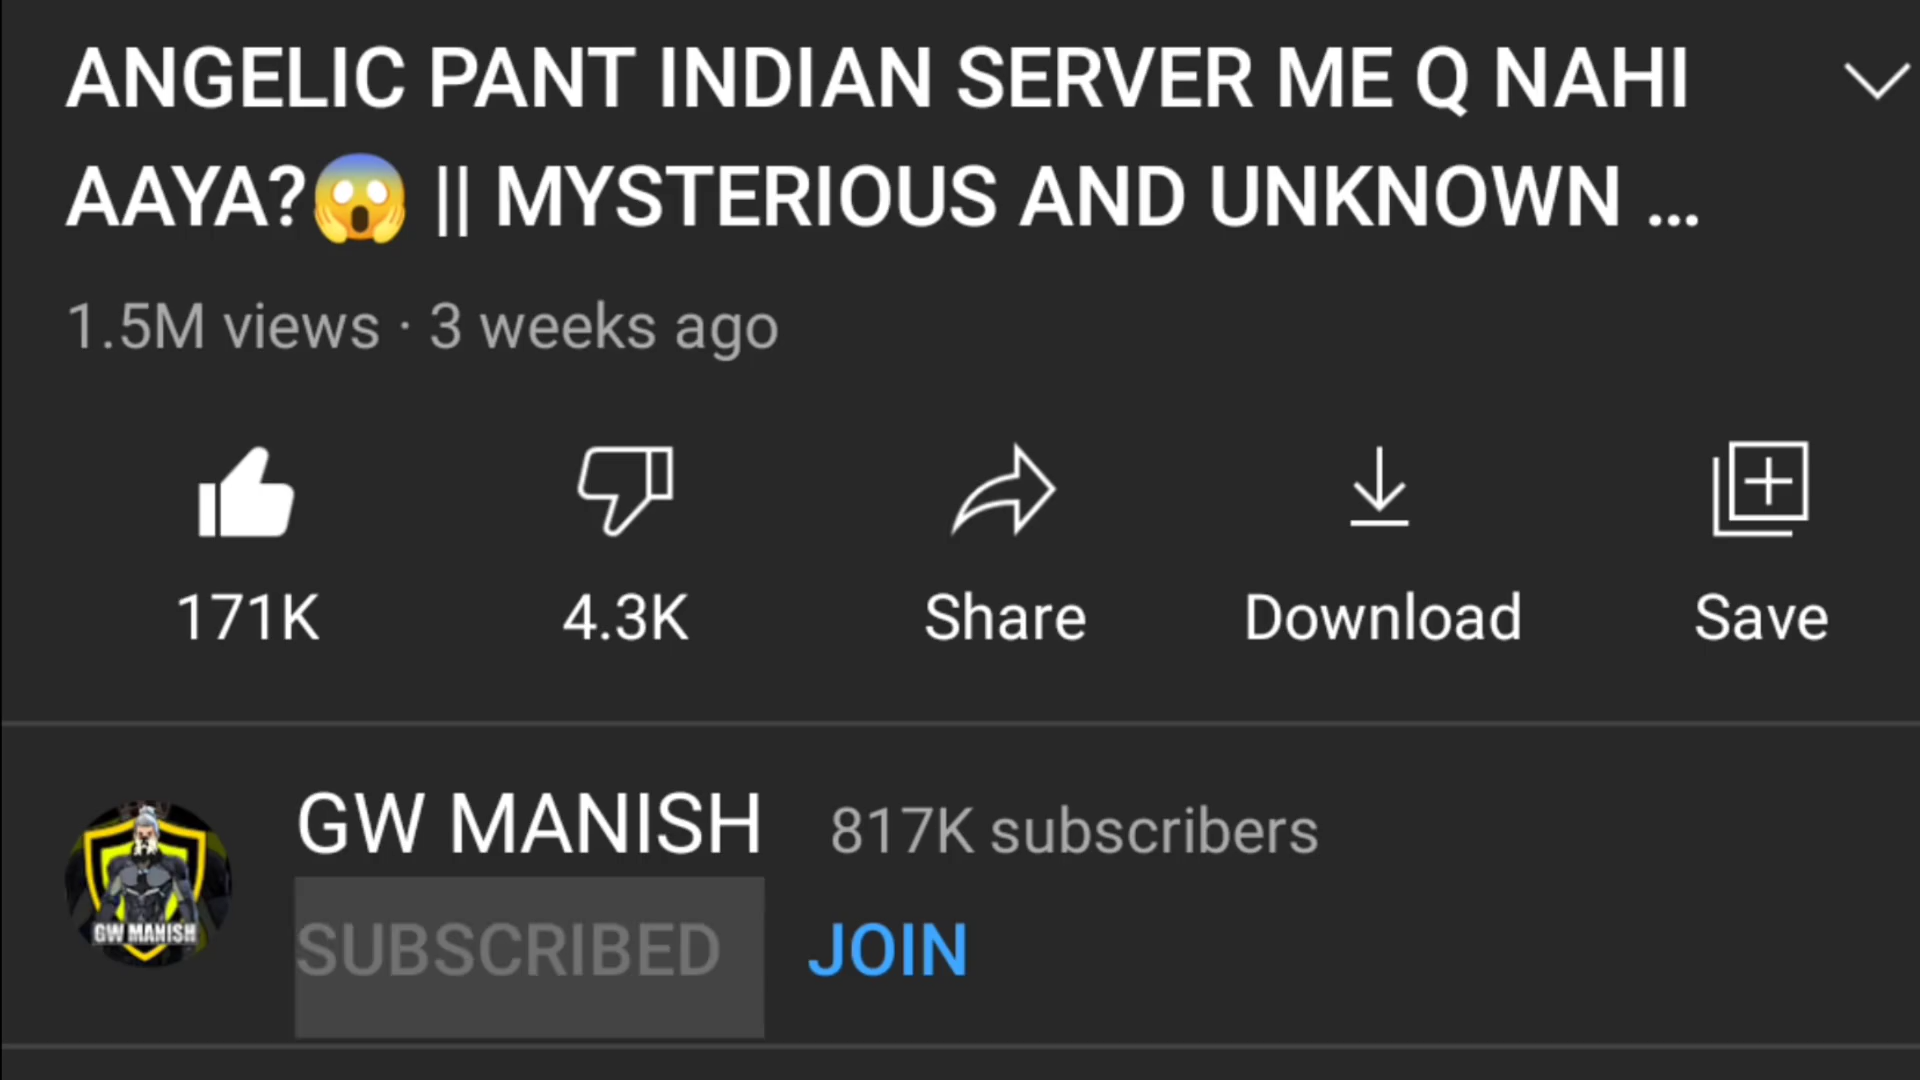 ANGELIC PANT INDIAN SERVER ME Q NAHI
AAYA?😱 || MYSTERIOUS AND UNKNOWN ...
1.5M views · 3 weeks ago
171K 4.3K Share Download Save
GW MANISH 817K subscribers
GW MANISH
SUBSCRIBED JOIN